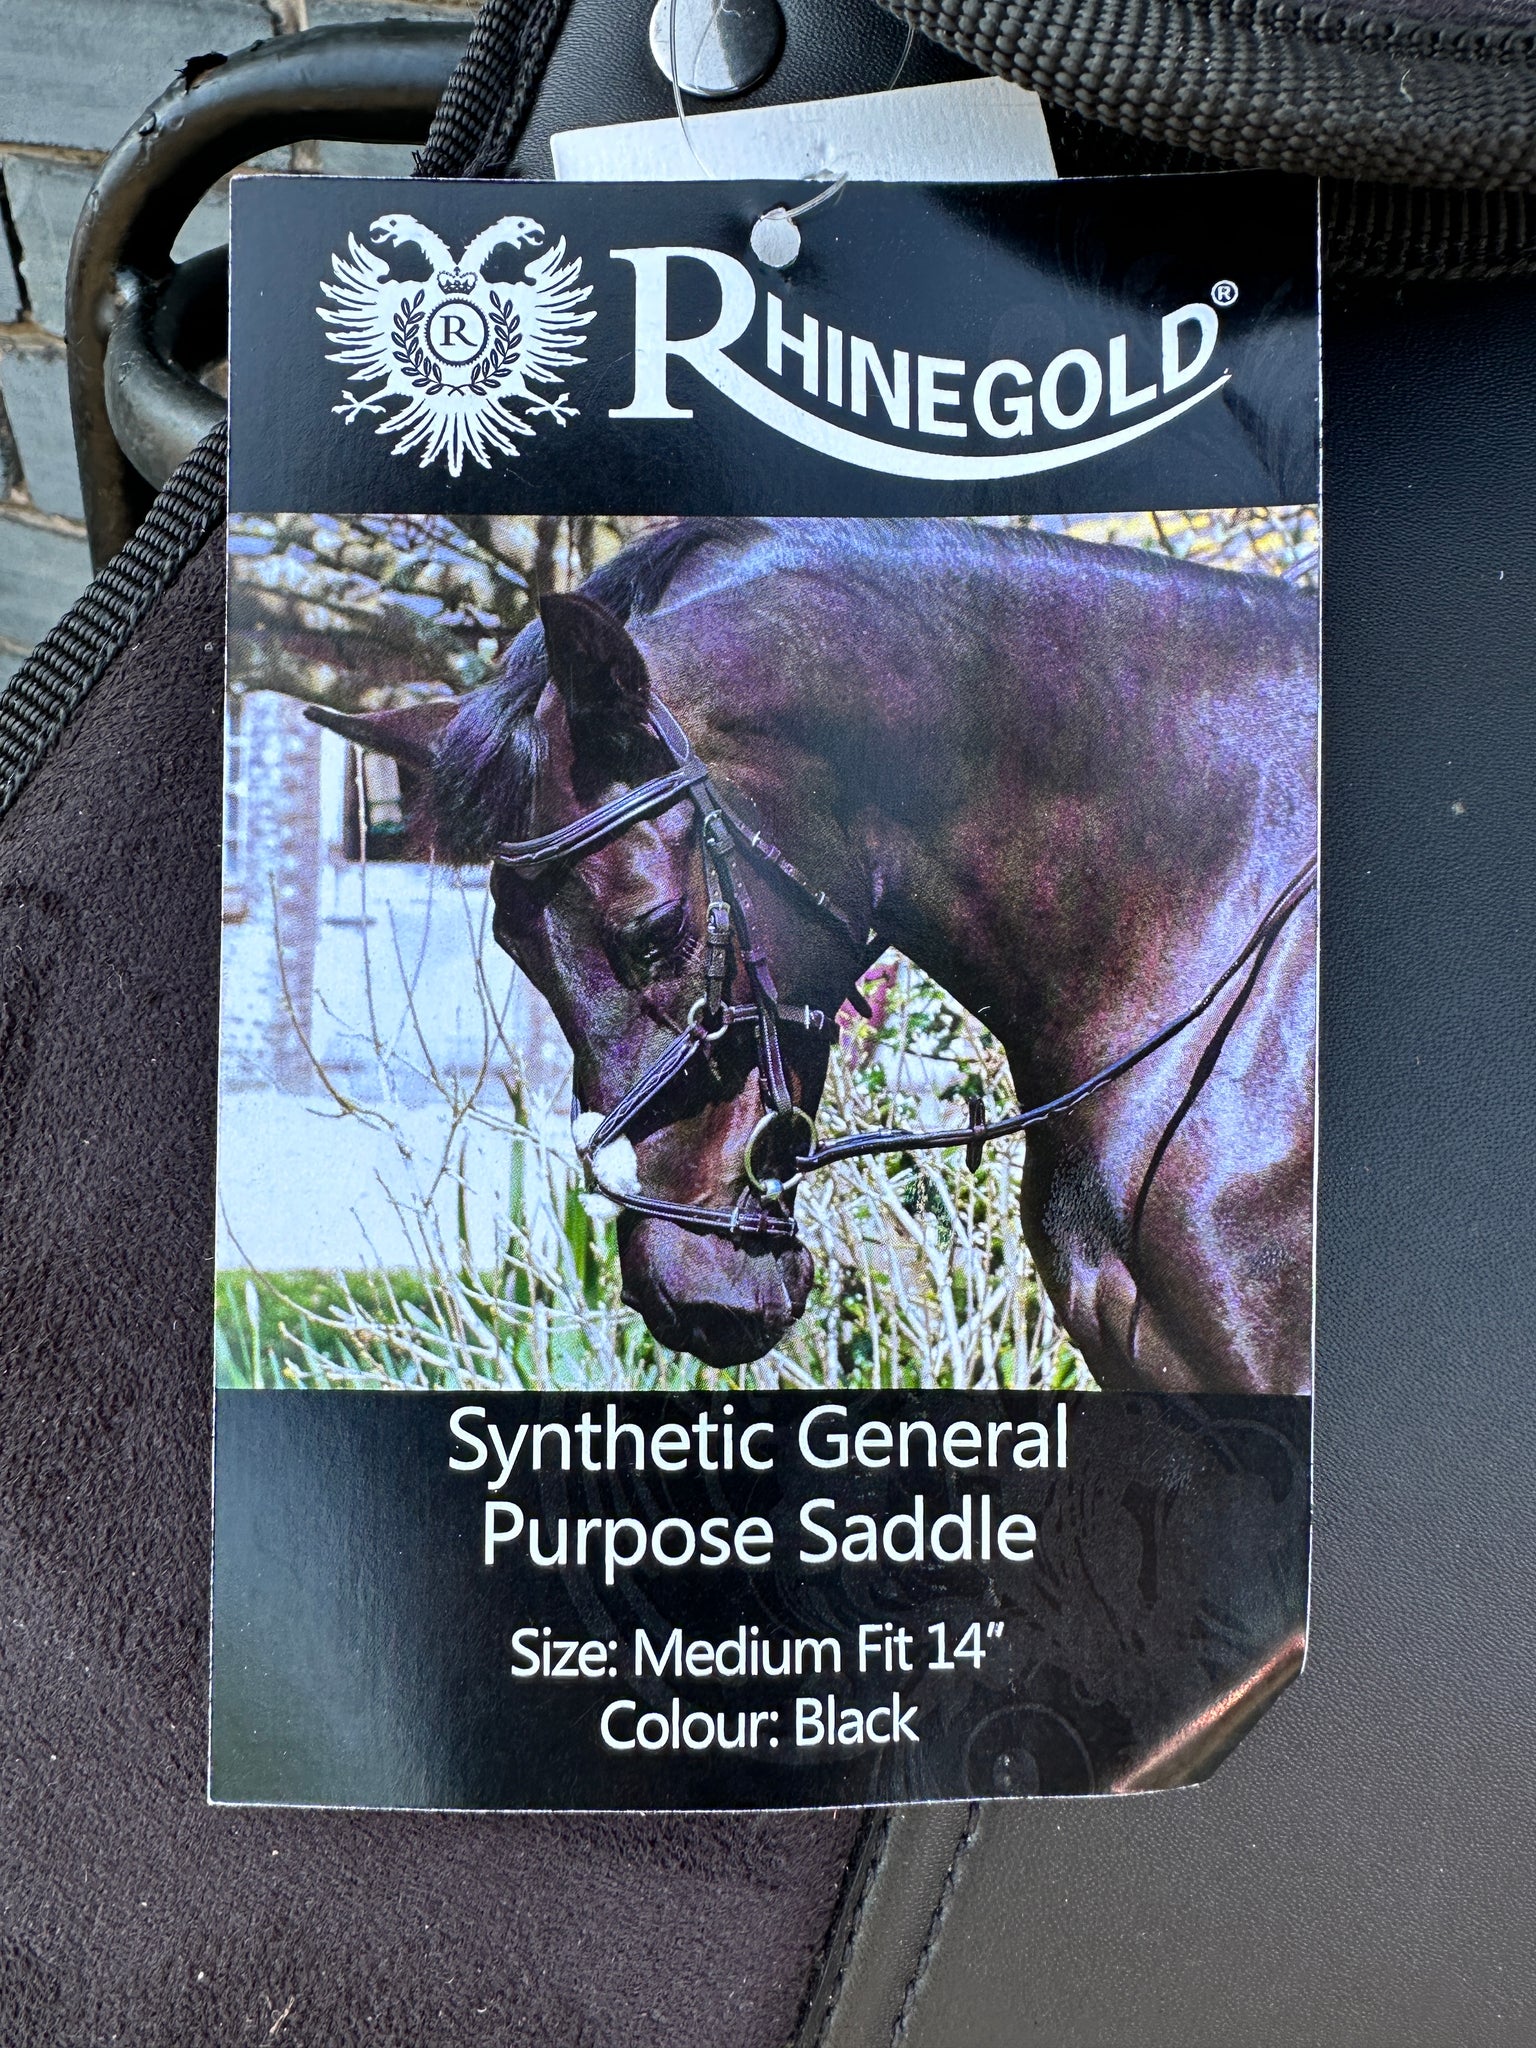 R
RHINEGOLD®
Synthetic General
Purpose Saddle
Size: Medium Fit 14"
Colour: Black